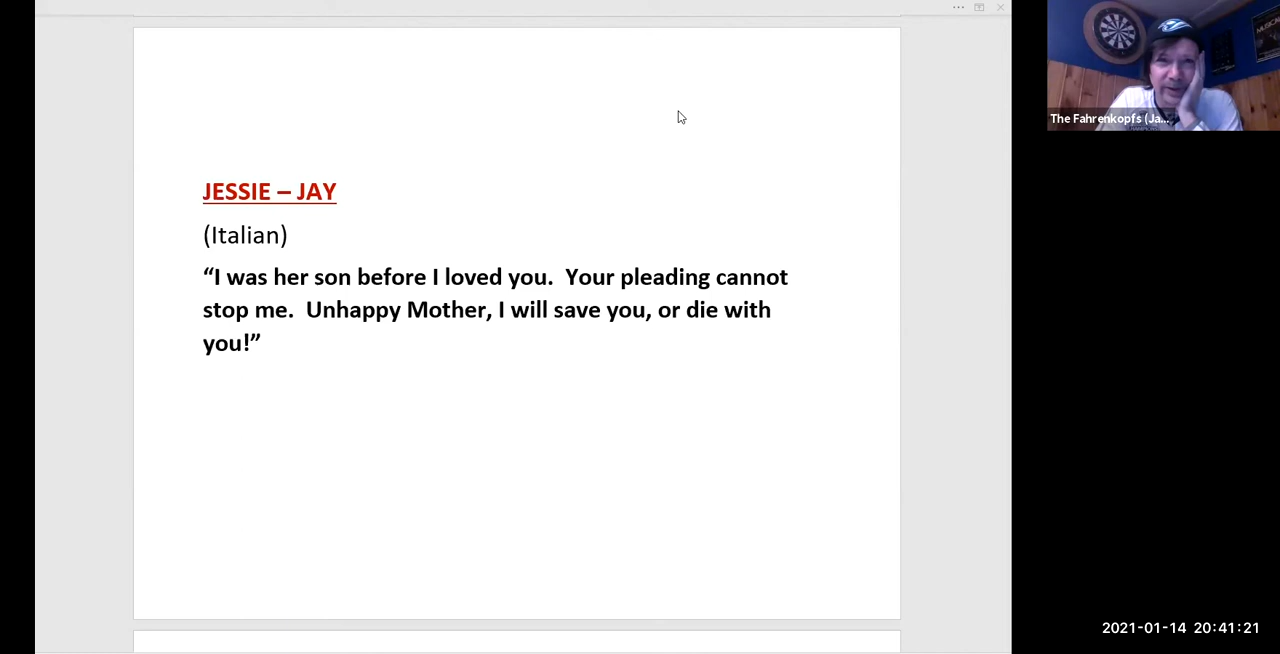 JESSIE – JAY
(Italian)
“I was her son before I loved you.  Your pleading cannot
stop me.  Unhappy Mother, I will save you, or die with
you!”
The Fahrenkopfs (Ja...
2021-01-14 20:41:21